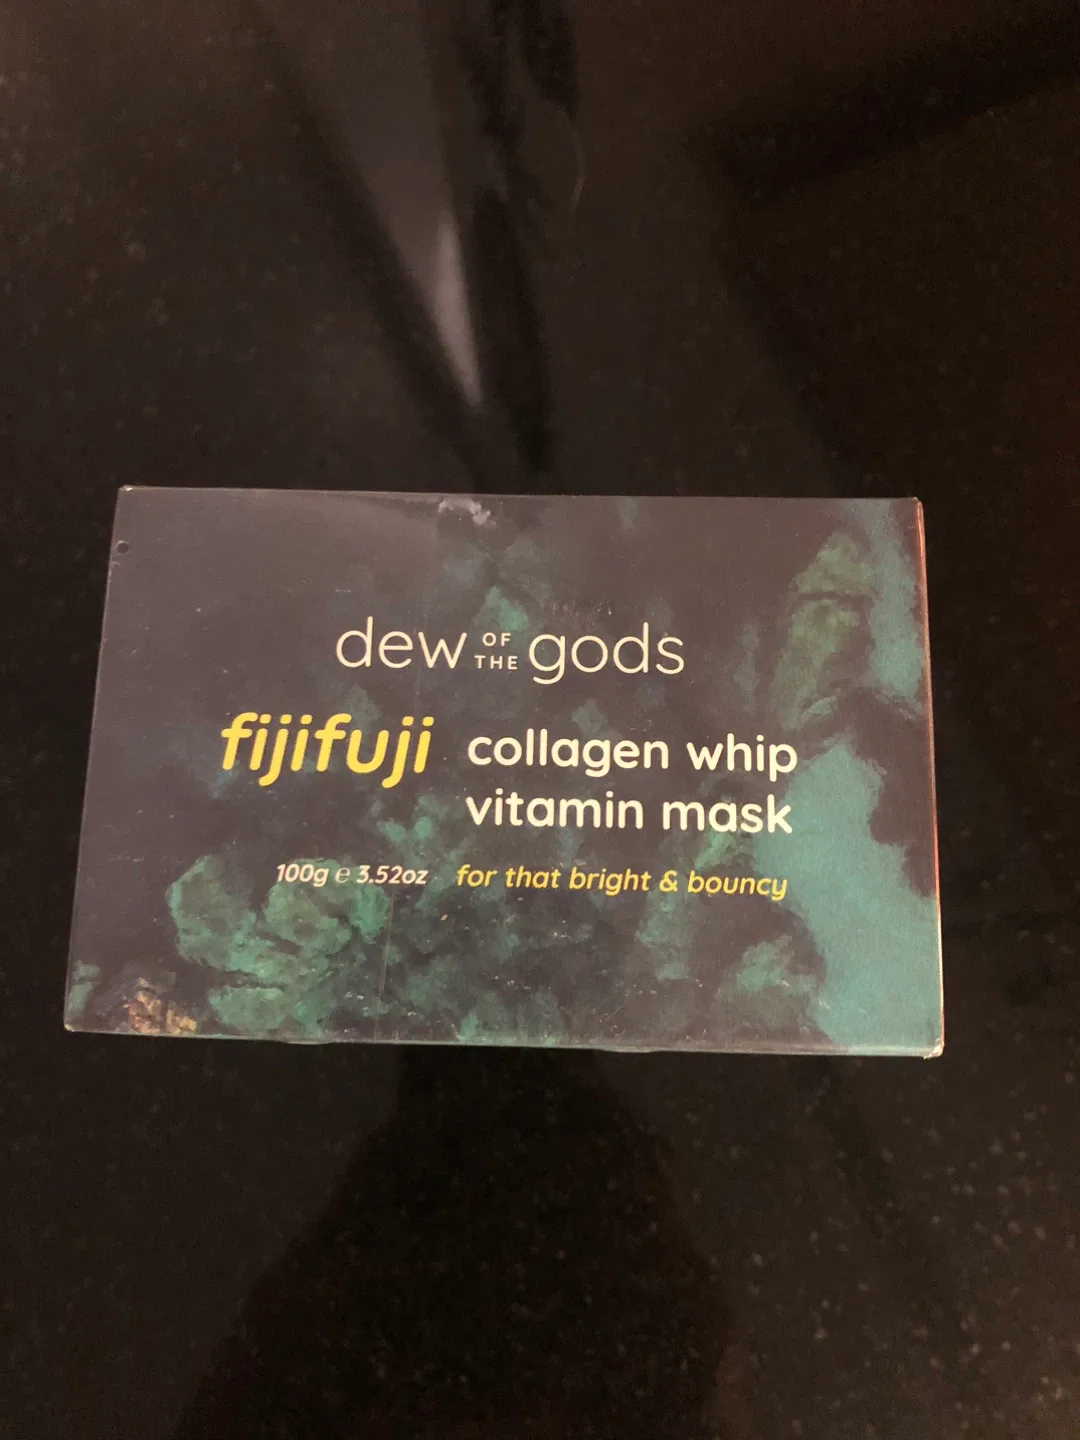 dew OF THE gods
fijifuji collagen whip
vitamin mask
100g e 3.52oz for that bright & bouncy